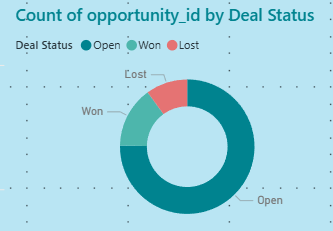 Count of opportunity_id by Deal Status
Deal Status Open Won Lost
Lost
Won
Open